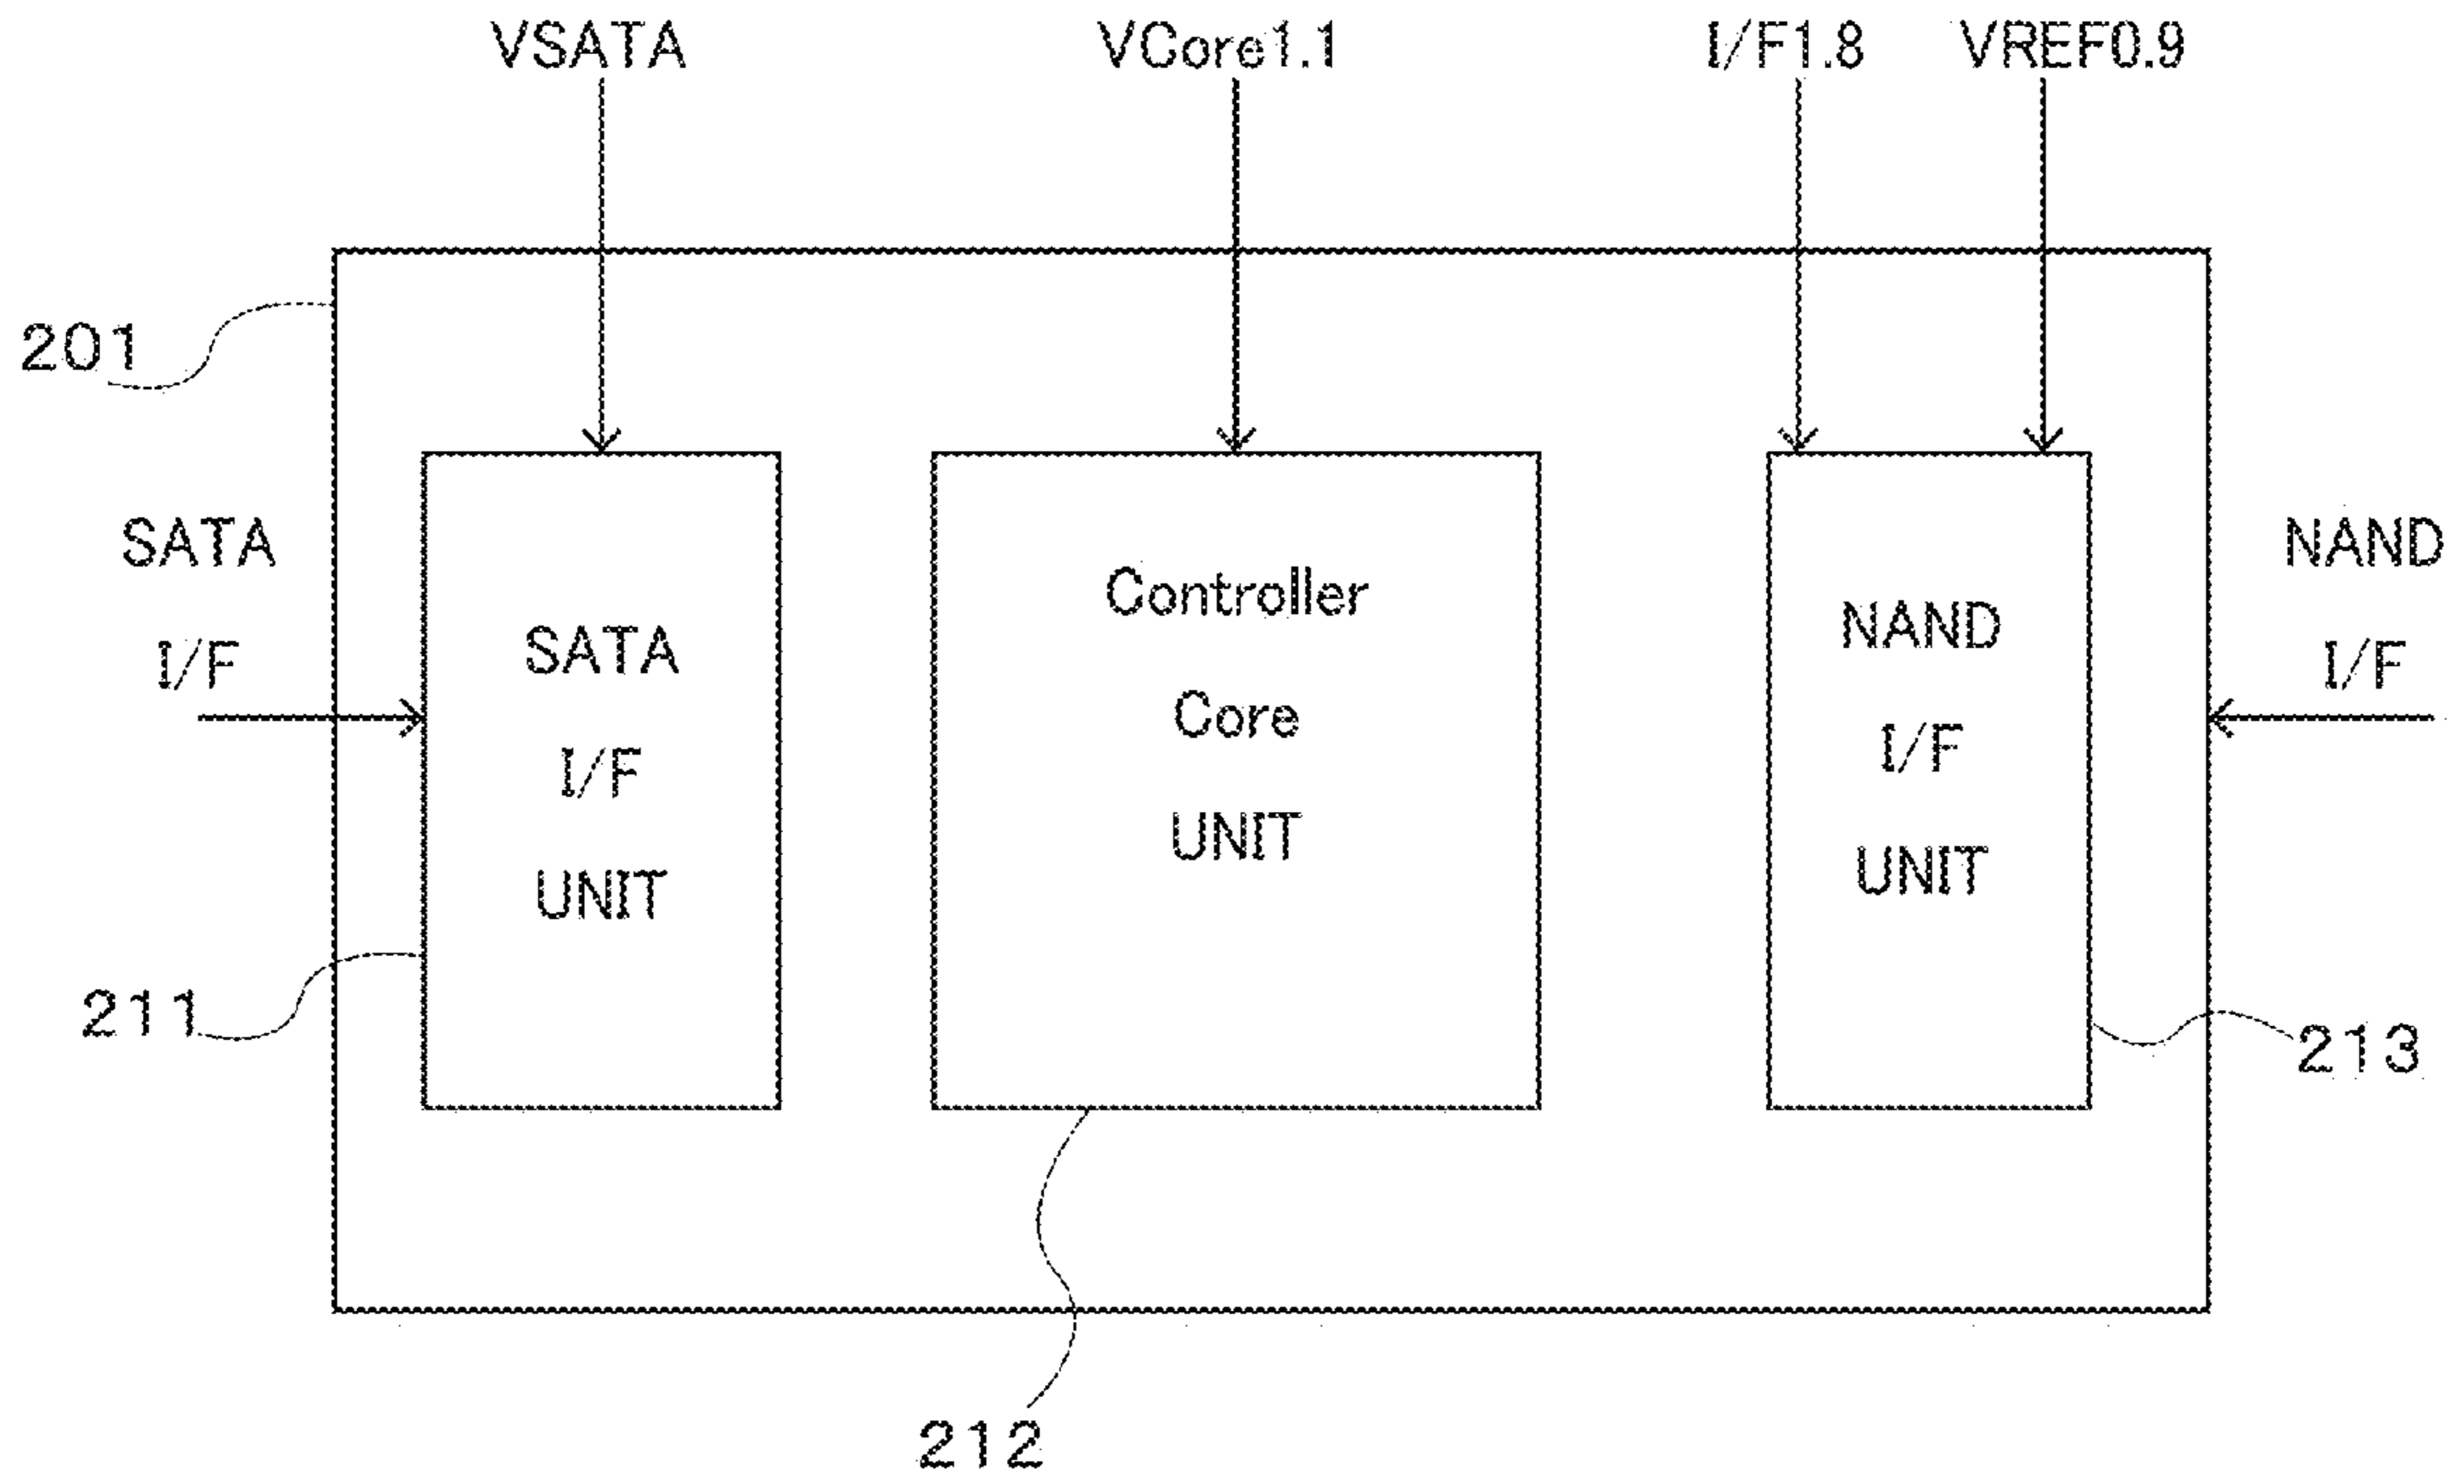 VSATA
VCore1.1
I/F1.8
VREF0.9
201
SATA
I/F
SATA
I/F
UNIT
211
Controller
Core
UNIT
212
NAND
I/F
UNIT
213
NAND
I/F